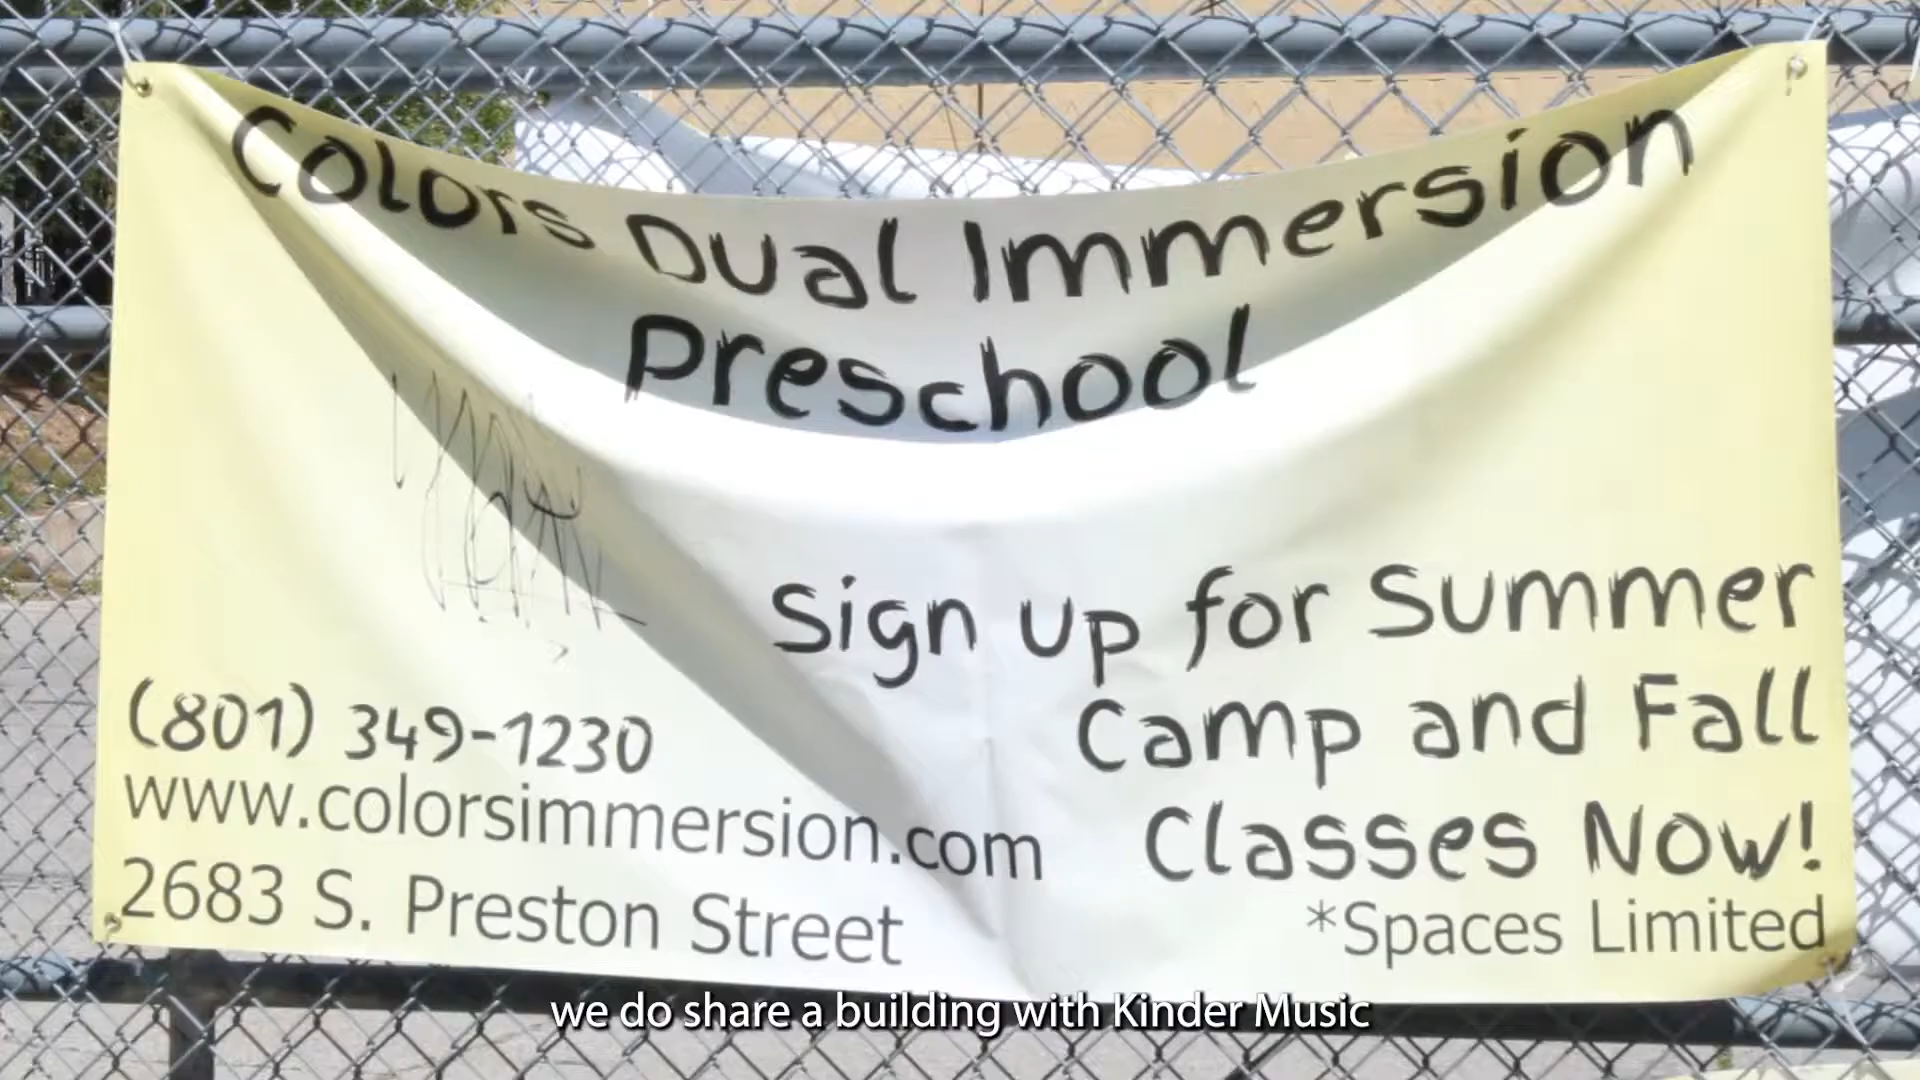 Colors Dual Immersion
Preschool
Sign up for Summer
Camp and Fall
Classes Now!
*Spaces Limited
(801) 349-1230
www.colorsimmersion.com
2683 S. Preston Street
we do share a building with Kinder Music